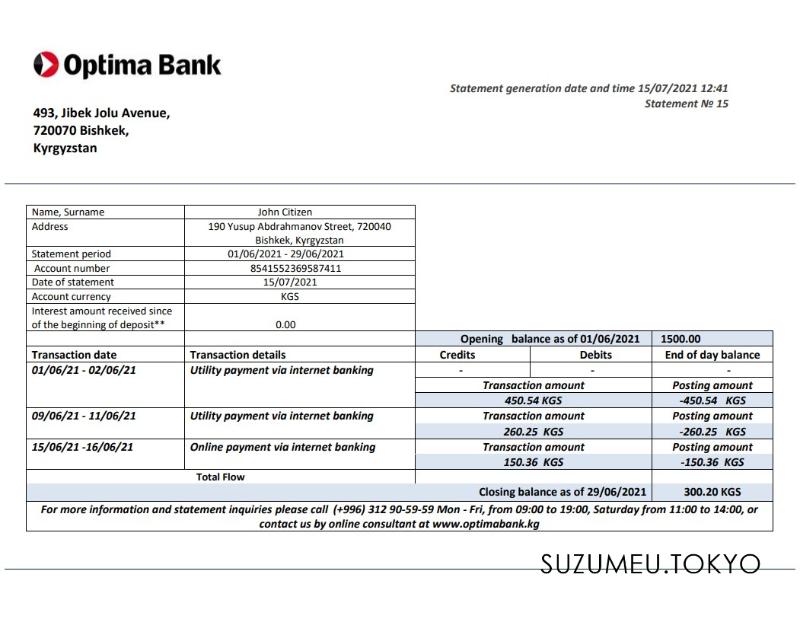 Optima Bank
Statement generation date and time 15/07/2021 12:41
Statement № 15
493, Jibek Jolu Avenue,
720070 Bishkek,
Kyrgyzstan
Name, Surname John Citizen
Address 190 Yusup Abdrahmanov Street, 720040
Bishkek, Kyrgyzstan
Statement period 01/06/2021 - 29/06/2021
Account number 8541552369587411
Date of statement 15/07/2021
Account currency KGS
Interest amount received since
of the beginning of deposit** 0.00
Opening balance as of 01/06/2021 1500.00
Transaction date Transaction details Credits Debits End of day balance
01/06/21 - 02/06/21 Utility payment via internet banking - - -
Transaction amount Posting amount
450.54 KGS -450.54 KGS
09/06/21 - 11/06/21 Utility payment via internet banking Transaction amount Posting amount
260.25 KGS -260.25 KGS
15/06/21 -16/06/21 Online payment via internet banking Transaction amount Posting amount
150.36 KGS -150.36 KGS
Total Flow
Closing balance as of 29/06/2021 300.20 KGS
For more information and statement inquiries please call (+996) 312 90-59-59 Mon - Fri, from 09:00 to 19:00, Saturday from 11:00 to 14:00, or
contact us by online consultant at www.optimabank.kg
SUZUMEU.TOKYO